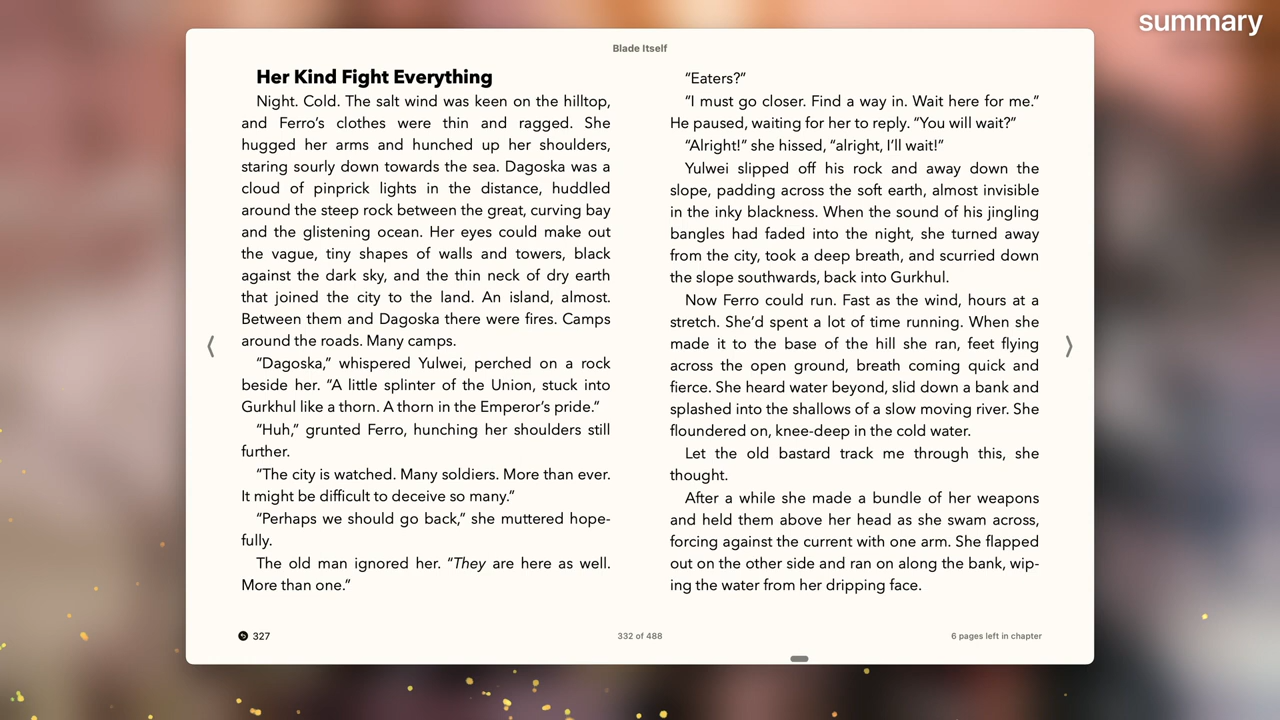 summary
Blade Itself
Her Kind Fight Everything
Night. Cold. The salt wind was keen on the hilltop,
and Ferro’s clothes were thin and ragged. She
hugged her arms and hunched up her shoulders,
staring sourly down towards the sea. Dagoska was a
cloud of pinprick lights in the distance, huddled
around the steep rock between the great, curving bay
and the glistening ocean. Her eyes could make out
the vague, tiny shapes of walls and towers, black
against the dark sky, and the thin neck of dry earth
that joined the city to the land. An island, almost.
Between them and Dagoska there were fires. Camps
around the roads. Many camps.
“Dagoska,” whispered Yulwei, perched on a rock
beside her. “A little splinter of the Union, stuck into
Gurkhul like a thorn. A thorn in the Emperor’s pride.”
“Huh,” grunted Ferro, hunching her shoulders still
further.
“The city is watched. Many soldiers. More than ever.
It might be difficult to deceive so many.”
“Perhaps we should go back,” she muttered hope-
fully.
The old man ignored her. “They are here as well.
More than one.”
“Eaters?”
“I must go closer. Find a way in. Wait here for me.”
He paused, waiting for her to reply. “You will wait?”
“Alright!” she hissed, “alright, I’ll wait!”
Yulwei slipped off his rock and away down the
slope, padding across the soft earth, almost invisible
in the inky blackness. When the sound of his jingling
bangles had faded into the night, she turned away
from the city, took a deep breath, and scurried down
the slope southwards, back into Gurkhul.
Now Ferro could run. Fast as the wind, hours at a
stretch. She’d spent a lot of time running. When she
made it to the base of the hill she ran, feet flying
across the open ground, breath coming quick and
fierce. She heard water beyond, slid down a bank and
splashed into the shallows of a slow moving river. She
floundered on, knee-deep in the cold water.
Let the old bastard track me through this, she
thought.
After a while she made a bundle of her weapons
and held them above her head as she swam across,
forcing against the current with one arm. She flapped
out on the other side and ran on along the bank, wip-
ing the water from her dripping face.
327
332 of 488
6 pages left in chapter